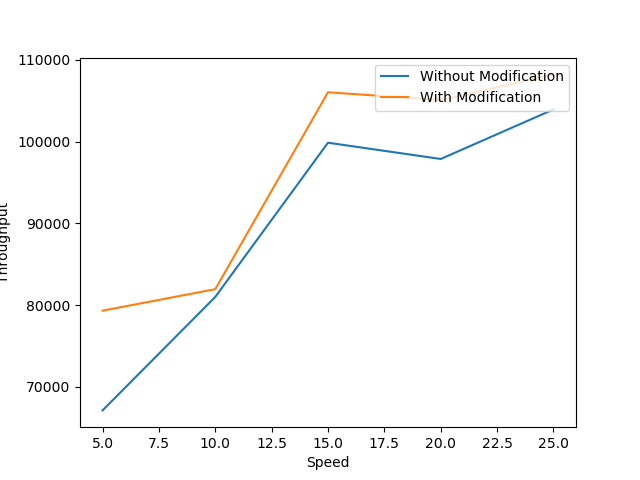 110000
100000
90000
80000
70000
Throughput
Without Modification
With Modification
5.0 7.5 10.0 12.5 15.0 17.5 20.0 22.5 25.0
Speed